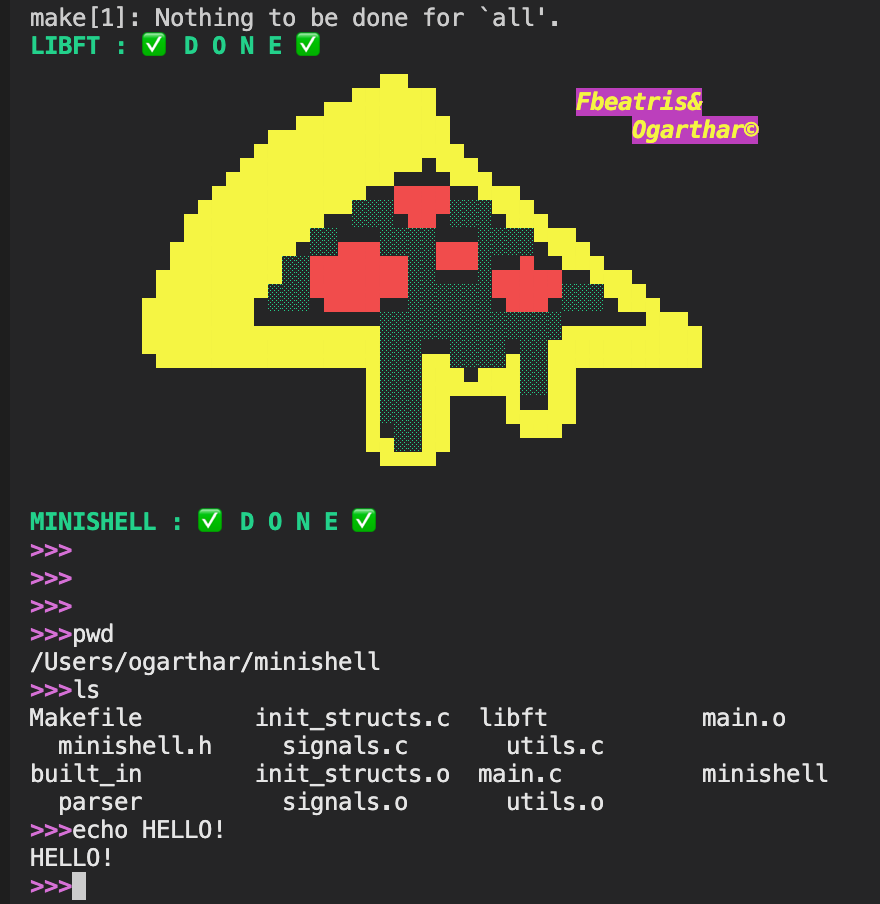 make[1]: Nothing to be done for `all'.
LIBFT : ✅ D O N E ✅
Fbeatris&
Ogarthar©
MINISHELL : ✅ D O N E ✅
>>>
>>>
>>>
>>>pwd
/Users/ogarthar/minishell
>>>ls
Makefile        init_structs.c  libft           main.o
  minishell.h     signals.c       utils.c
built_in        init_structs.o  main.c          minishell
  parser          signals.o       utils.o
>>>echo HELLO!
HELLO!
>>>